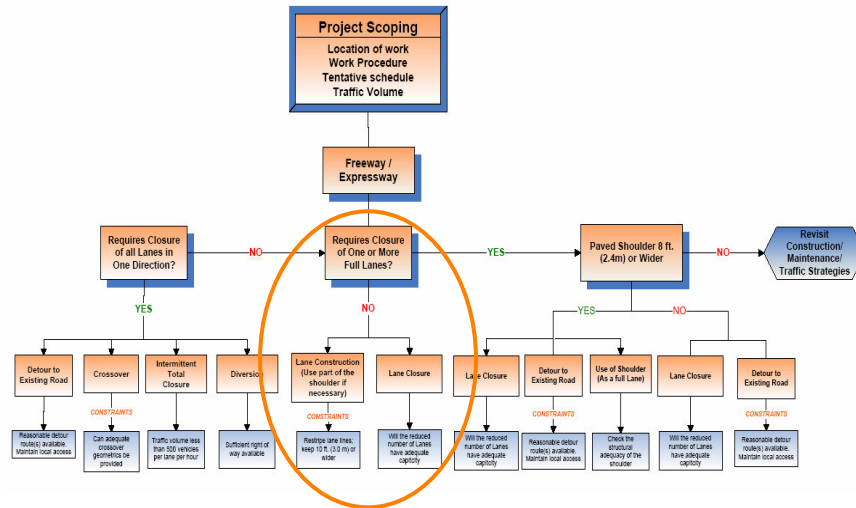 Project Scoping
Location of work
Work Procedure
Tentative schedule
Traffic Volume
Freeway /
Expressway
Requires Closure
of all Lanes in
One Direction?
NO
Requires Closure
of One or More
Full Lanes?
YES
Paved Shoulder 8 ft.
(2.4m) or Wider
NO
Revisit
Construction/
Maintenance/
Traffic Strategies
YES
NO
YES
NO
Detour to
Existing Road
Crossover
Intermittent
Total
Closure
Diversion
Lane Construction
(Use part of the
shoulder if
necessary)
Lane Closure
Lane Closure
Detour to
Existing Road
Use of Shoulder
(As a full Lane)
Lane Closure
Detour to
Existing Road
CONSTRAINTS
CONSTRAINTS
CONSTRAINTS
CONSTRAINTS
Reasonable detour
route(s) available.
Maintain local access
Can adequate
crossover
geometrics be
provided
Traffic volume less
than 500 vehicles
per lane per hour
Sufficient right of
way available
Restripe lane lines;
keep 10 ft. (3.0 m) or
wider
Will the reduced
number of Lanes
have adequate
capitcity
Will the reduced
number of Lanes
have adequate
capitcity
Reasonable detour
route(s) available.
Maintain local access
Check the
structural
adequacy of the
shoulder
Will the reduced
number of Lanes
have adequate
capitcity
Reasonable detour
route(s) available.
Maintain local access